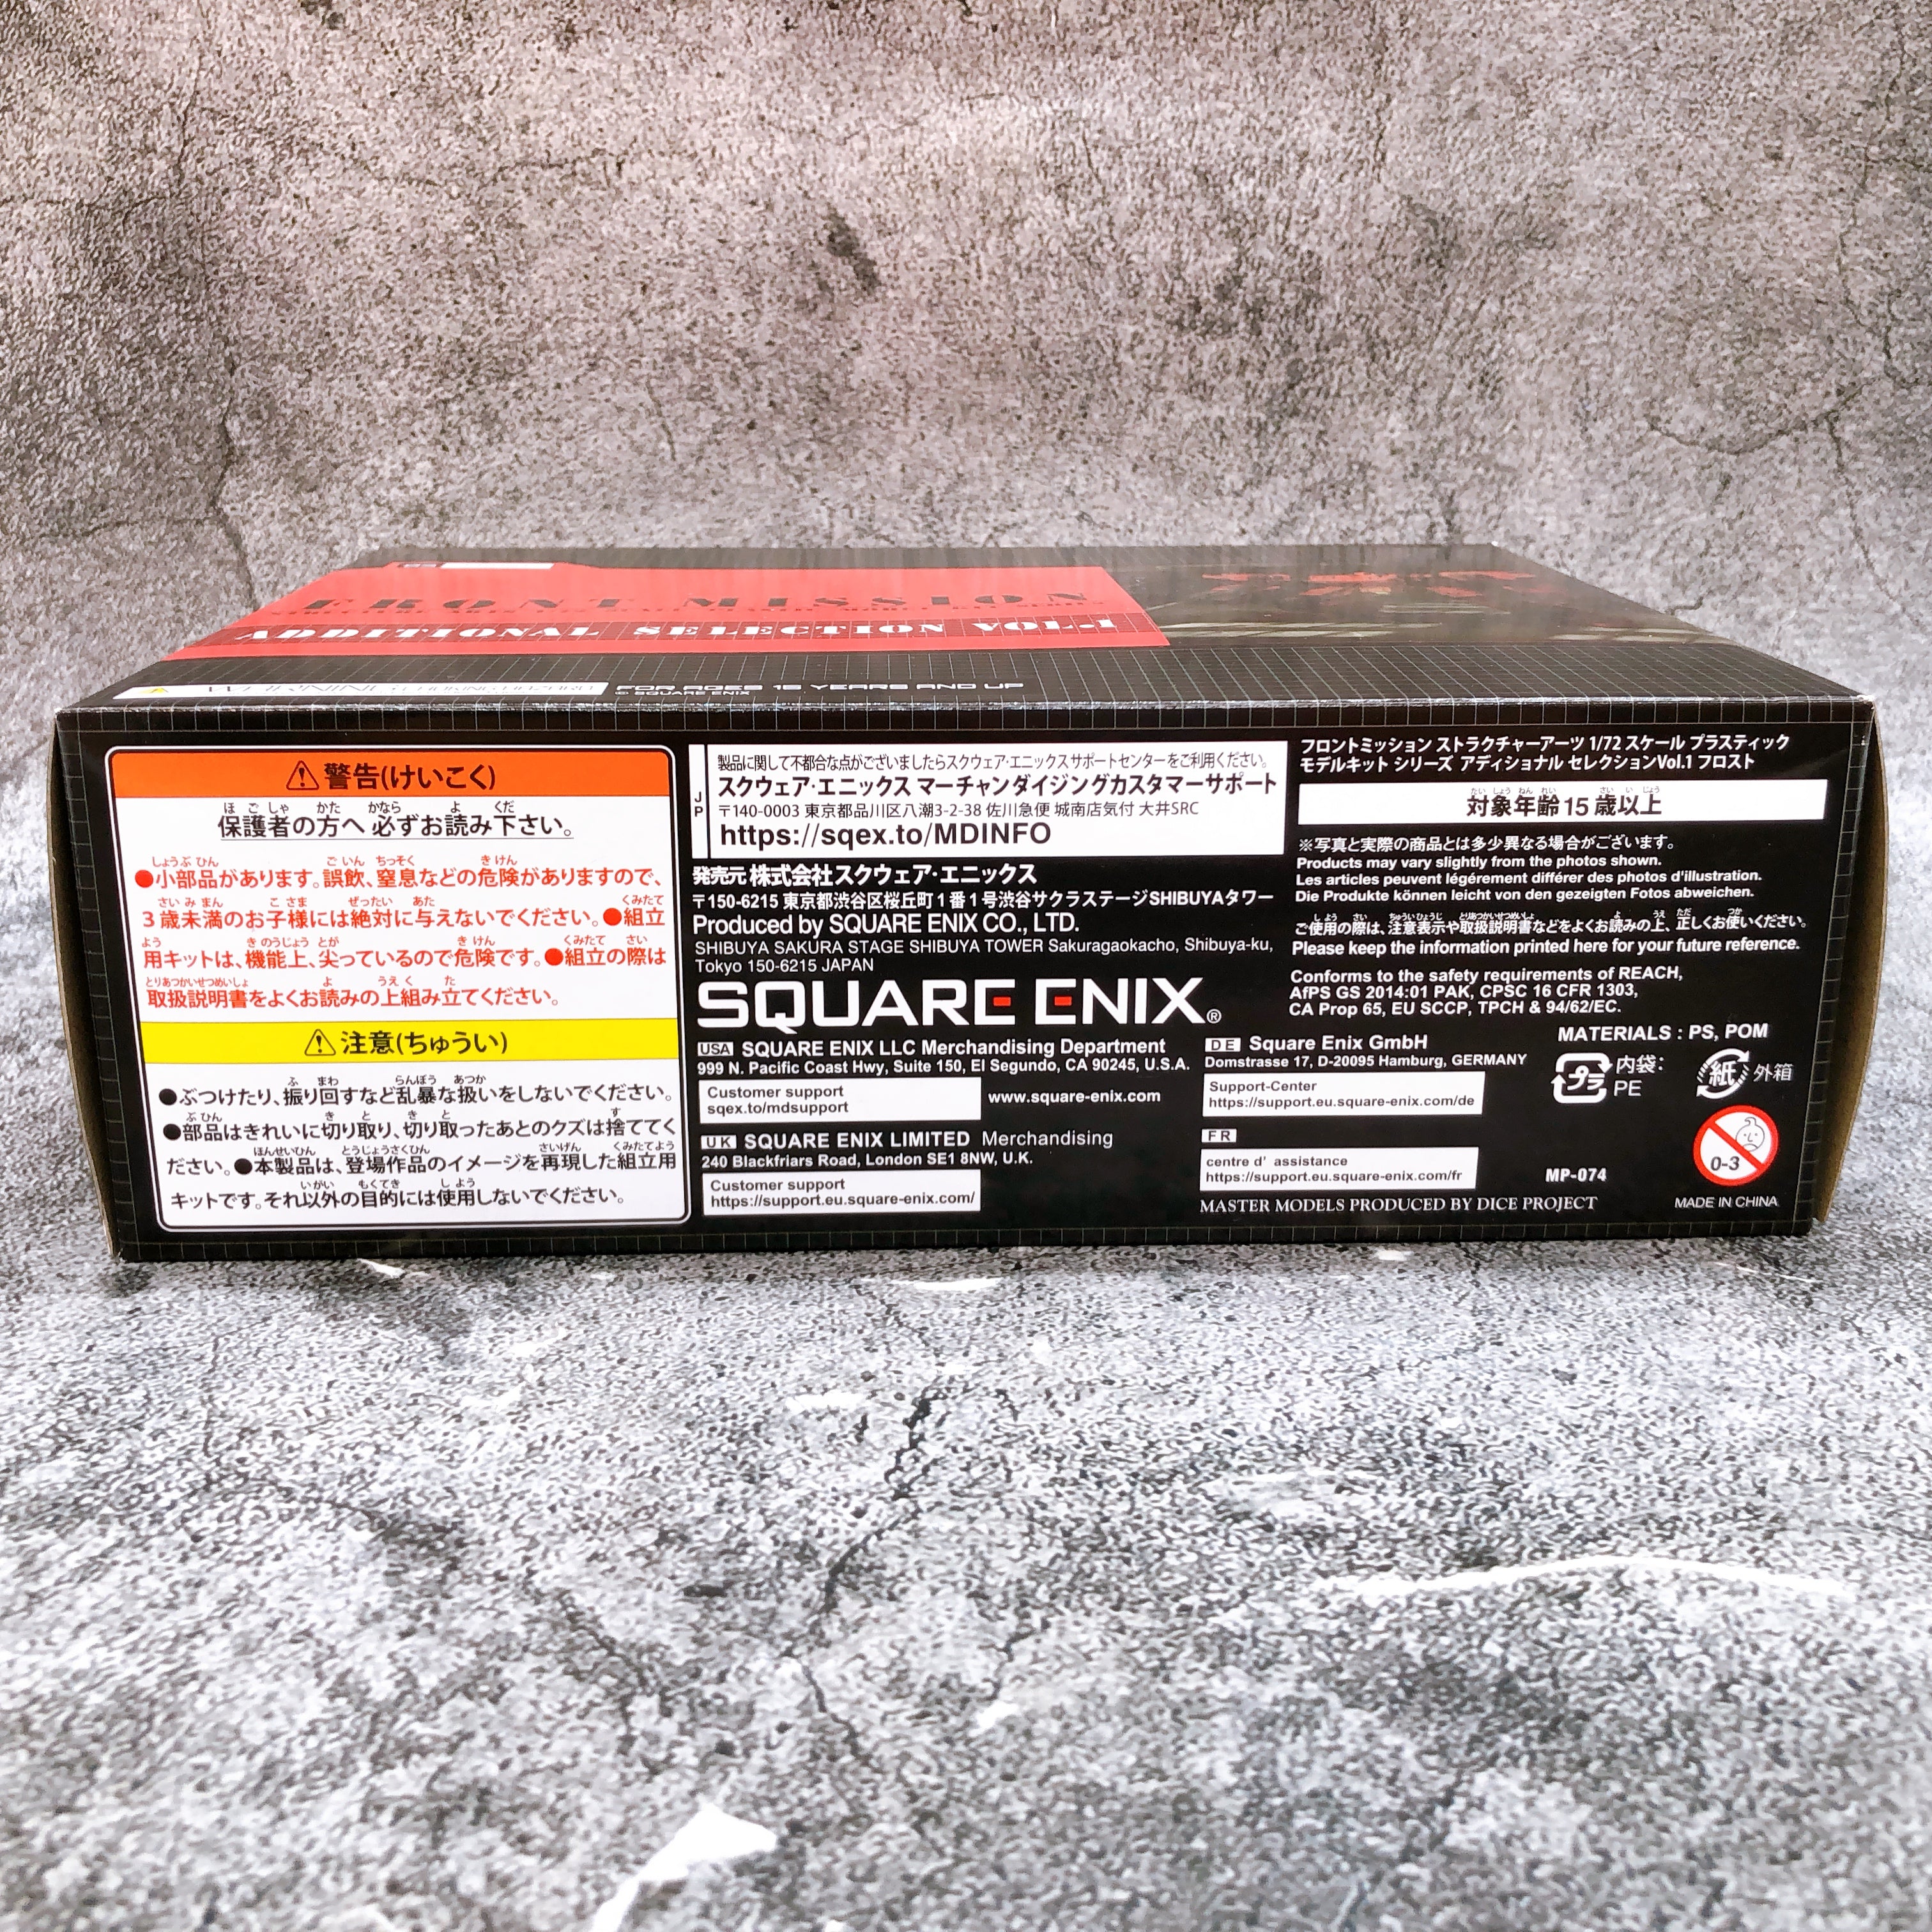 FRONT MISSION
ADDITIONAL SELECTION VOL.1
FOR AGES 15 YEARS AND UP
© SQUARE ENIX
警告(けいこく)
保護者の方へ 必ずお読み下さい。
●小部品があります。誤飲、窒息などの危険がありますので、
3歳未満のお子様には絶対に与えないでください。●組立
用キットは、機能上、尖っているので危険です。●組立の際は
取扱説明書をよくお読みの上組み立てください。
注意(ちゅうい)
●ぶつけたり、振り回すなど乱暴な扱いをしないでください。
●部品はきれいに切り取り、切り取ったあとのクズは捨ててく
ださい。●本製品は、登場作品のイメージを再現した組立用
キットです。それ以外の目的には使用しないでください。
JP
製品に関して不都合な点がございましたらスクウェア・エニックスサポートセンターをご利用ください。
スクウェア・エニックス マーチャンダイジングカスタマーサポート
〒140-0003 東京都品川区八潮3-2-38 佐川急便 城南店気付 大井SRC
https://sqex.to/MDINFO
発売元 株式会社スクウェア・エニックス
〒150-6215 東京都渋谷区桜丘町1番1号渋谷サクラステージSHIBUYAタワー
Produced by SQUARE ENIX CO., LTD.
SHIBUYA SAKURA STAGE SHIBUYA TOWER Sakuragaokacho, Shibuya-ku,
Tokyo 150-6215 JAPAN
SQUARE ENIX®
USA SQUARE ENIX LLC Merchandising Department
999 N. Pacific Coast Hwy, Suite 150, El Segundo, CA 90245, U.S.A.
Customer support
sqex.to/mdsupport
www.square-enix.com
UK SQUARE ENIX LIMITED Merchandising
240 Blackfriars Road, London SE1 8NW, U.K.
Customer support
https://support.eu.square-enix.com/
フロントミッション ストラクチャーアーツ 1/72 スケール プラスティック
モデルキット シリーズ アディショナル セレクションVol.1 フロスト
対象年齢15歳以上
※写真と実際の商品とは多少異なる場合がございます。
Products may vary slightly from the photos shown.
Les articles peuvent légérement différer des photos d'illustration.
Die Produkte können leicht von den gezeigten Fotos abweichen.
ご使用の際は、注意表示や取扱説明書などをよくお読みの上、正しくお使いください。
Please keep the information printed here for your future reference.
Conforms to the safety requirements of REACH,
AfPS GS 2014:01 PAK, CPSC 16 CFR 1303,
CA Prop 65, EU SCCP, TPCH & 94/62/EC.
MATERIALS : PS, POM
DE Square Enix GmbH
Domstrasse 17, D-20095 Hamburg, GERMANY
Support-Center
https://support.eu.square-enix.com/de
FR
centre d' assistance
https://support.eu.square-enix.com/fr
MASTER MODELS PRODUCED BY DICE PROJECT
プラ 内袋:
PE
紙 外箱
0-3
MP-074
MADE IN CHINA